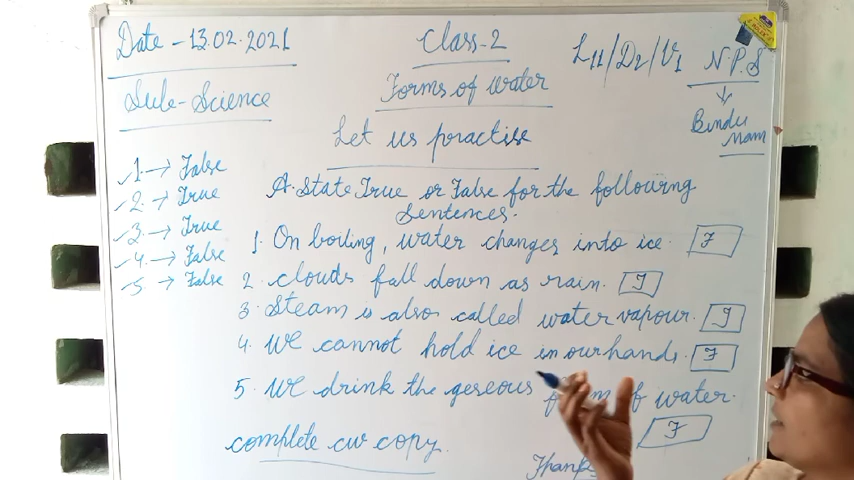 Date - 13.02.2021
Class-2
L11/D2/V1
N.P.S
Sub-Science
Forms of water
Bindu
Mam
Let us practise
1. → False
2. → True
3. → True
4. → False
5. → False
A. State True or False for the following
Sentences.
1. On boiling, water changes into ice. F
2. clouds fall down as rain. T
3. Steam is also called water vapour. T
4. We cannot hold ice in our hands. F
5. We drink the geseous form of water.
F
complete cw copy.